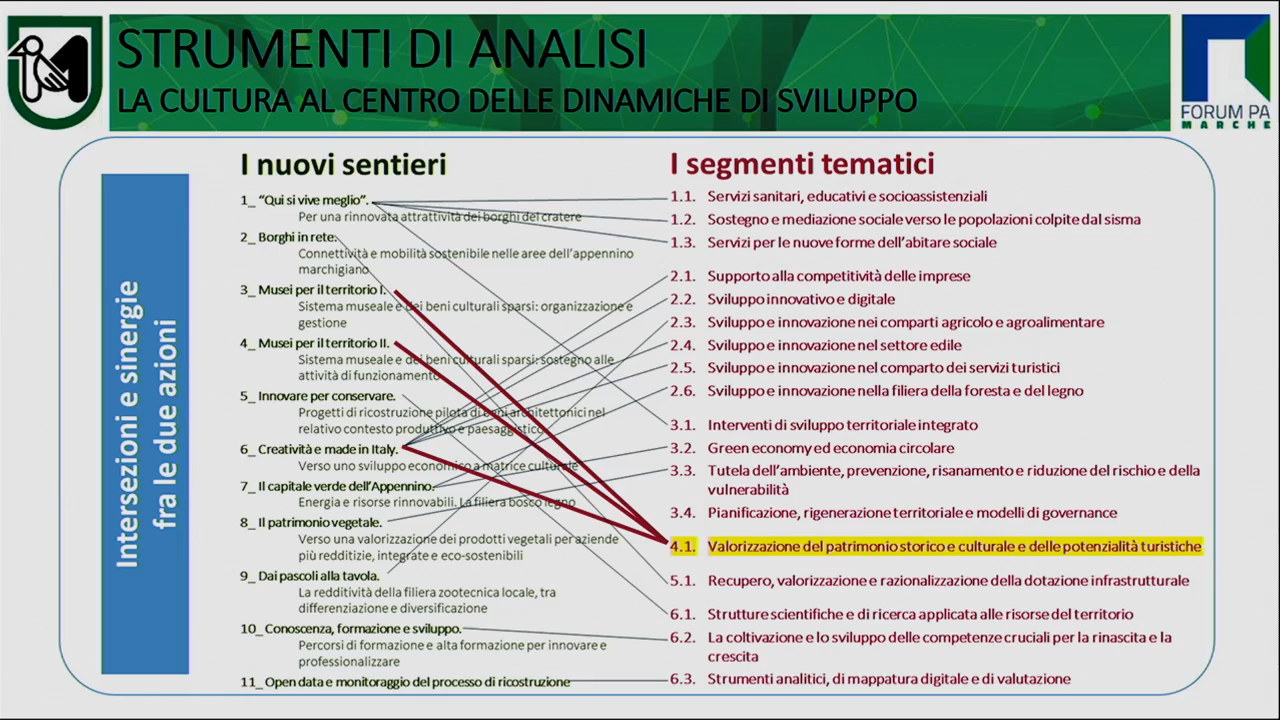 STRUMENTI DI ANALISI
LA CULTURA AL CENTRO DELLE DINAMICHE DI SVILUPPO
FORUM PA
MARCHE
Intersezioni e sinergie
fra le due azioni
I nuovi sentieri
1_ “Qui si vive meglio”.
Per una rinnovata attrattività dei borghi del cratere
2_ Borghi in rete.
Connettività e mobilità sostenibile nelle aree dell'appennino
marchigiano
3_ Musei per il territorio I.
Sistema museale e dei beni culturali sparsi: organizzazione e
gestione
4_ Musei per il territorio II.
Sistema museale e dei beni culturali sparsi: sostegno alle
attività di funzionamento
5_ Innovare per conservare.
Progetti di ricostruzione pilota di beni architettonici nel
relativo contesto produttivo e paesaggistico
6_ Creatività e made in Italy.
Verso uno sviluppo economico a matrice culturale
7_ Il capitale verde dell'Appennino.
Energia e risorse rinnovabili. La filiera bosco legno
8_ Il patrimonio vegetale.
Verso una valorizzazione dei prodotti vegetali per aziende
più redditizie, integrate e eco-sostenibili
9_ Dai pascoli alla tavola.
La redditività della filiera zootecnica locale, tra
differenziazione e diversificazione
10_ Conoscenza, formazione e sviluppo.
Percorsi di formazione e alta formazione per innovare e
professionalizzare
11_ Open data e monitoraggio del processo di ricostruzione
I segmenti tematici
1.1. Servizi sanitari, educativi e socioassistenziali
1.2. Sostegno e mediazione sociale verso le popolazioni colpite dal sisma
1.3. Servizi per le nuove forme dell'abitare sociale
2.1. Supporto alla competitività delle imprese
2.2. Sviluppo innovativo e digitale
2.3. Sviluppo e innovazione nei comparti agricolo e agroalimentare
2.4. Sviluppo e innovazione nel settore edile
2.5. Sviluppo e innovazione nel comparto dei servizi turistici
2.6. Sviluppo e innovazione nella filiera della foresta e del legno
3.1. Interventi di sviluppo territoriale integrato
3.2. Green economy ed economia circolare
3.3. Tutela dell'ambiente, prevenzione, risanamento e riduzione del rischio e della
vulnerabilità
3.4. Pianificazione, rigenerazione territoriale e modelli di governance
4.1. Valorizzazione del patrimonio storico e culturale e delle potenzialità turistiche
5.1. Recupero, valorizzazione e razionalizzazione della dotazione infrastrutturale
6.1. Strutture scientifiche e di ricerca applicata alle risorse del territorio
6.2. La coltivazione e lo sviluppo delle competenze cruciali per la rinascita e la
crescita
6.3. Strumenti analitici, di mappatura digitale e di valutazione